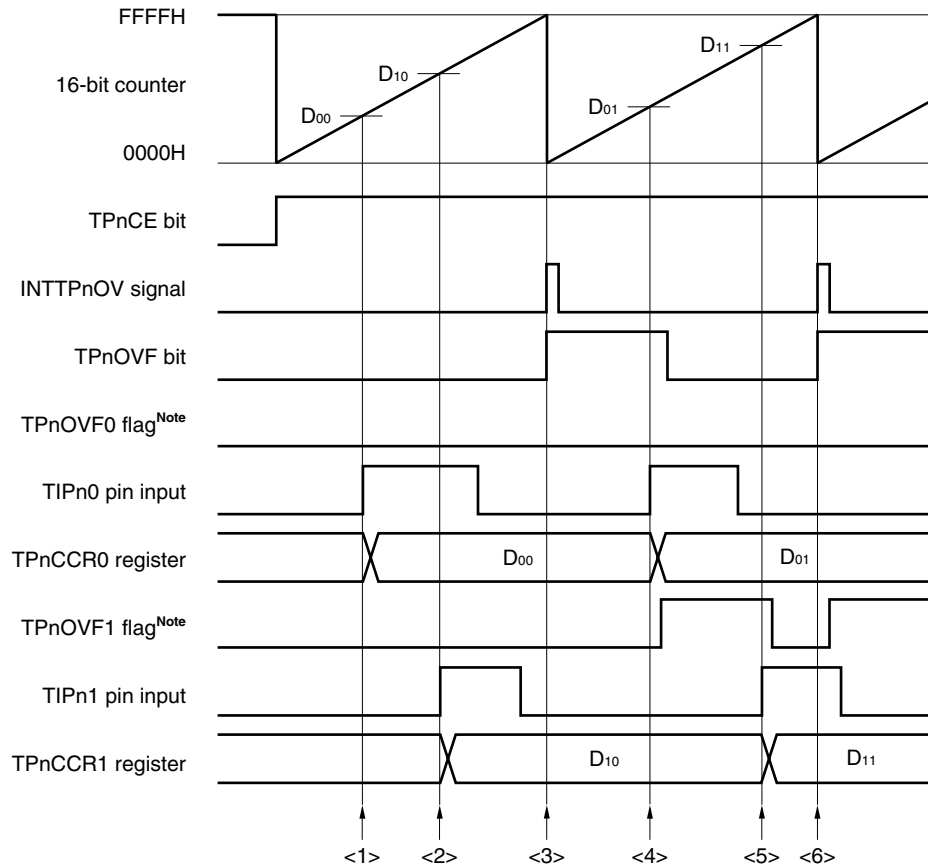 FFFFH
D11
D10
16-bit counter
D00
D01
0000H
TPnCE bit
INTTPnOV signal
TPnOVF bit
TPnOVF0 flagNote
TIPn0 pin input
TPnCCR0 register
D00
D01
TPnOVF1 flagNote
TIPn1 pin input
TPnCCR1 register
D10
D11
<1> <2> <3> <4> <5> <6>